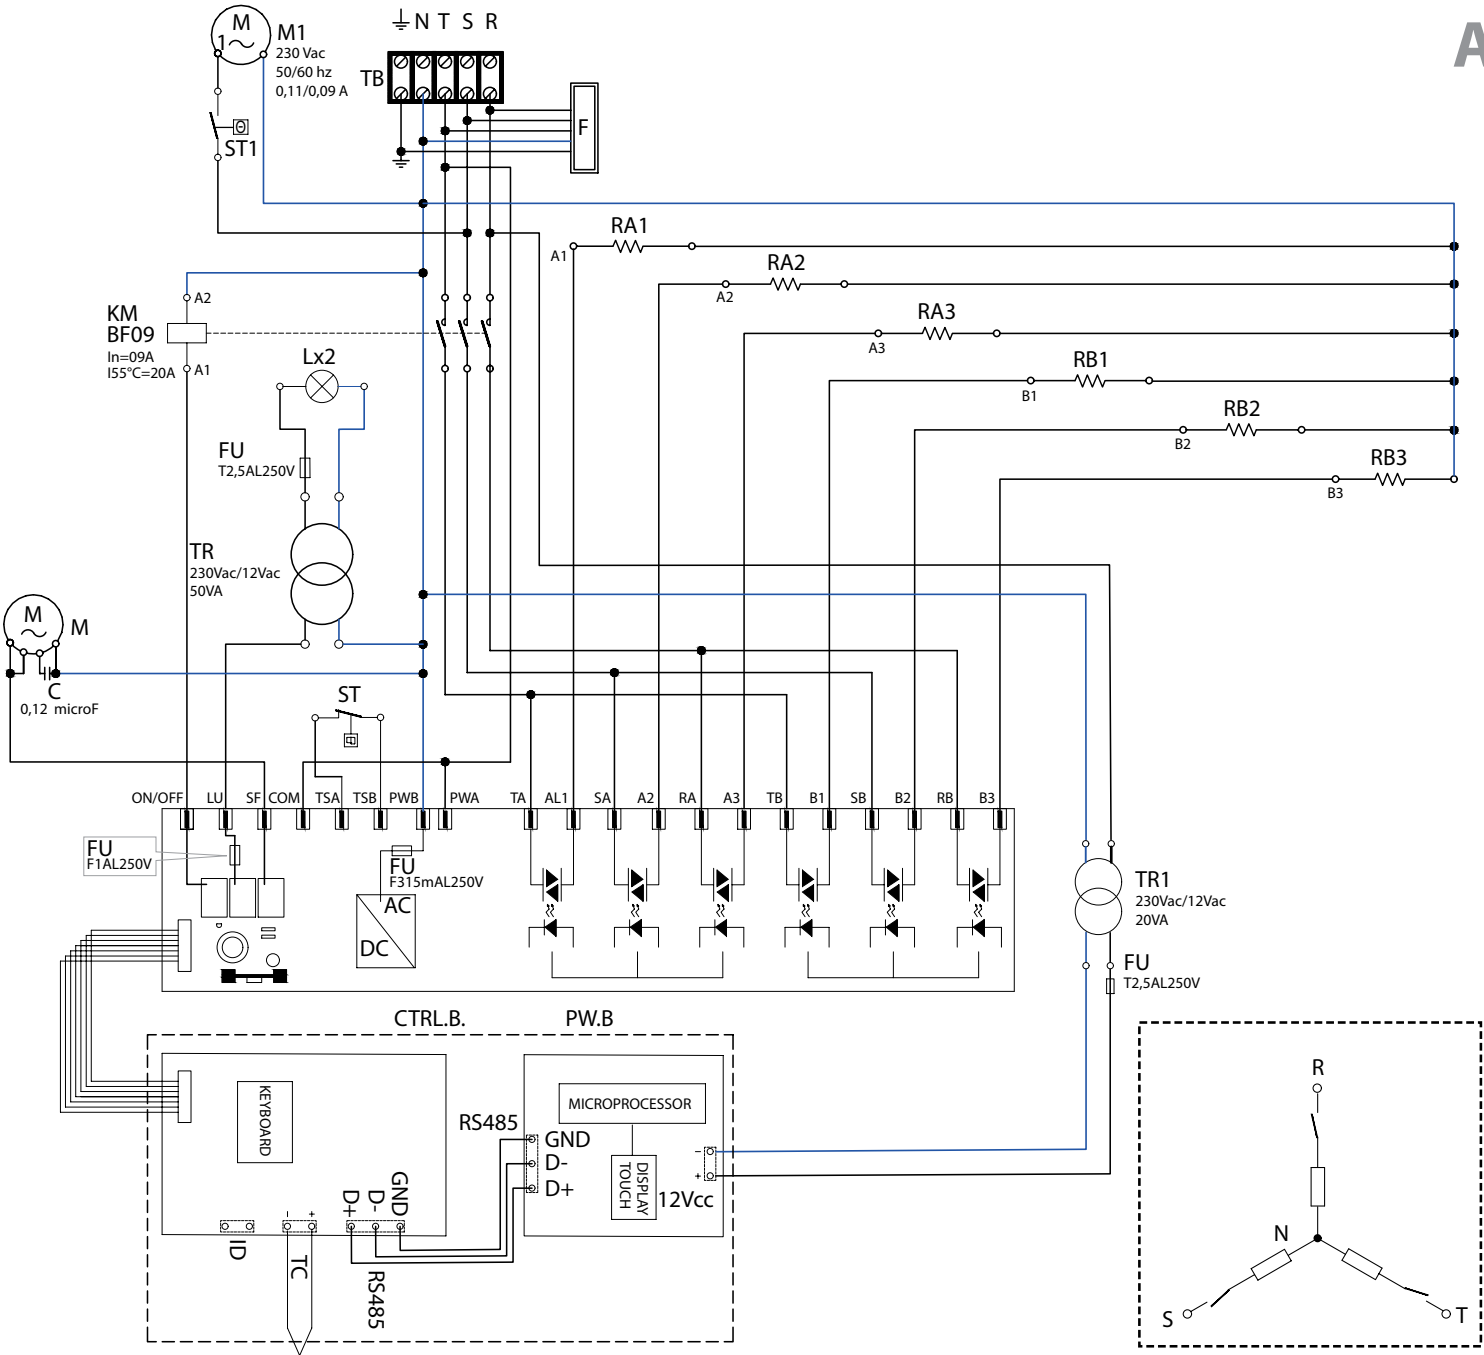 A
M
1
M1
230 Vac
50/60 hz
0,11/0,09 A
N T S R
TB
F
ST1
RA1
A1
RA2
A2
RA3
A3
RB1
B1
RB2
B2
RB3
B3
A2
KM
BF09
In=09A
I55°C=20A
A1
Lx2
FU
T2,5AL250V
TR
230Vac/12Vac
50VA
M
M
C
0,12 microF
ST
ON/OFF LU SF COM TSA TSB PWB PWA TA AL1 SA A2 RA A3 TB B1 SB B2 RB B3
FU
F1AL250V
FU
F315mAL250V
AC
DC
TR1
230Vac/12Vac
20VA
FU
T2,5AL250V
CTRL.B. PW.B
KEYBOARD
MICROPROCESSOR
RS485
GND
D-
D+
DISPLAY
TOUCH
-
+
12Vcc
ID
- +
TC
D+ D- GND
RS485
R
N
S
T